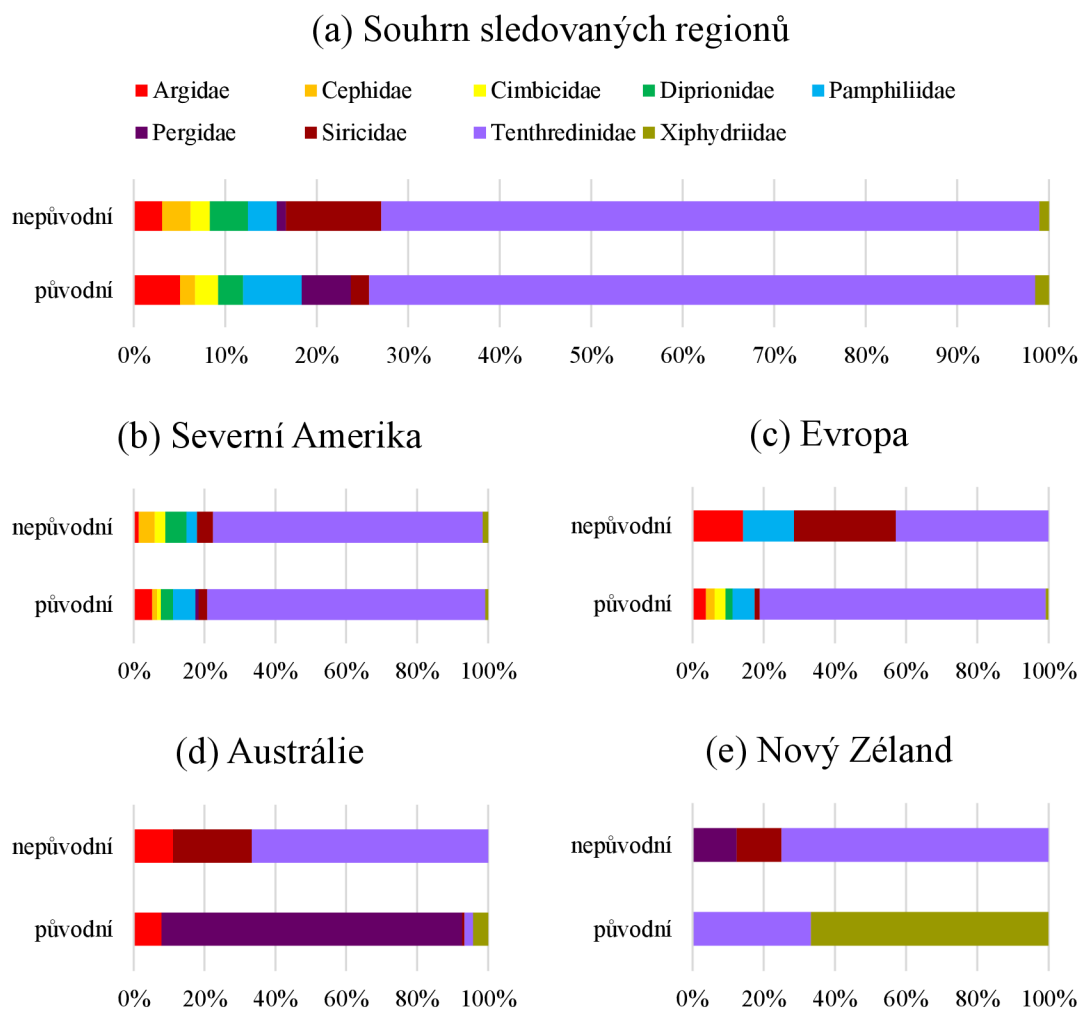 (a) Souhrn sledovaných regionů
Argidae Cephidae Cimbicidae Diprionidae Pamphiliidae
Pergidae Siricidae Tenthredinidae Xiphydriidae
nepůvodní
původní
0% 10% 20% 30% 40% 50% 60% 70% 80% 90% 100%
(b) Severní Amerika
nepůvodní
původní
0% 20% 40% 60% 80% 100%
(c) Evropa
nepůvodní
původní
0% 20% 40% 60% 80% 100%
(d) Austrálie
nepůvodní
původní
0% 20% 40% 60% 80% 100%
(e) Nový Zéland
nepůvodní
původní
0% 20% 40% 60% 80% 100%